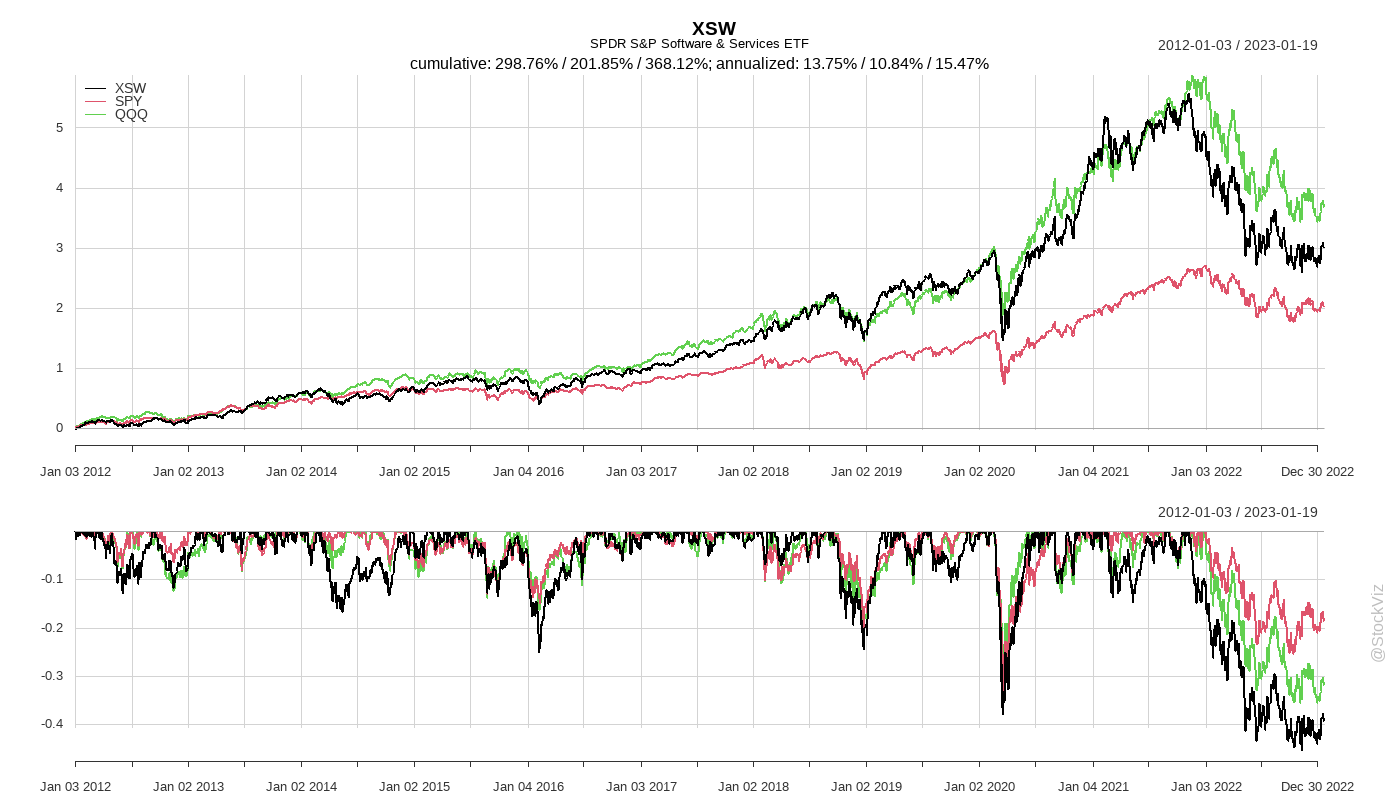 XSW
SPDR S&P Software & Services ETF
2012-01-03 / 2023-01-19
cumulative: 298.76% / 201.85% / 368.12%; annualized: 13.75% / 10.84% / 15.47%
XSW
SPY
QQQ
5
4
3
2
1
0
Jan 03 2012 Jan 02 2013 Jan 02 2014 Jan 02 2015 Jan 04 2016 Jan 03 2017 Jan 02 2018 Jan 02 2019 Jan 02 2020 Jan 04 2021 Jan 03 2022 Dec 30 2022
2012-01-03 / 2023-01-19
-0.1
-0.2
-0.3
-0.4
@StockViz
Jan 03 2012 Jan 02 2013 Jan 02 2014 Jan 02 2015 Jan 04 2016 Jan 03 2017 Jan 02 2018 Jan 02 2019 Jan 02 2020 Jan 04 2021 Jan 03 2022 Dec 30 2022